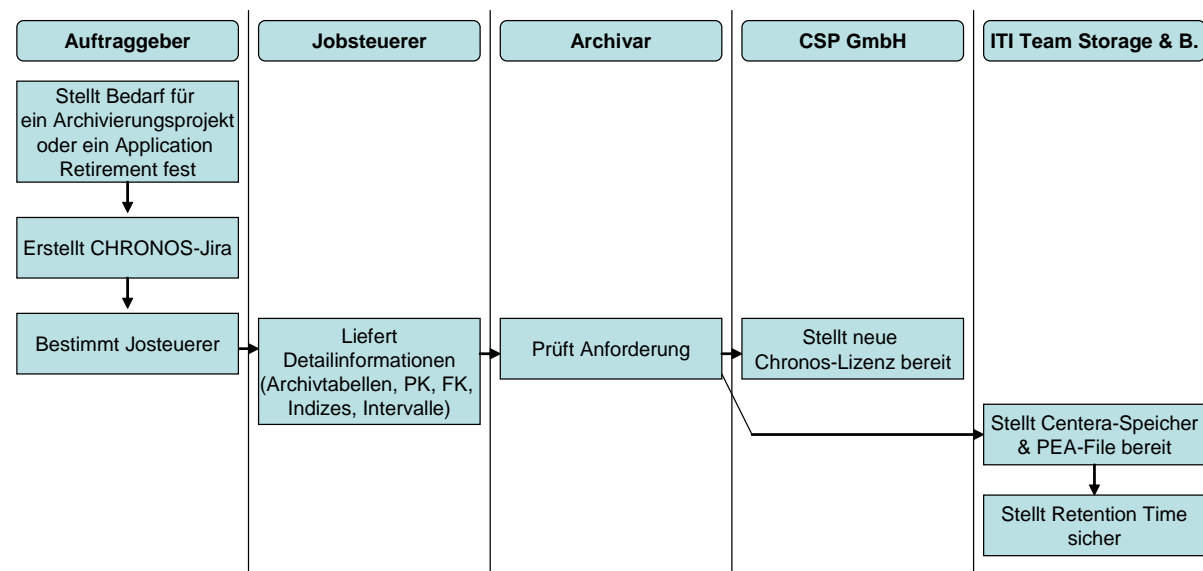 Auftraggeber
Jobsteuerer
Archivar
CSP GmbH
ITI Team Storage & B.
Stellt Bedarf für
ein Archivierungsprojekt
oder ein Application
Retirement fest
Erstellt CHRONOS-Jira
Bestimmt Josteuerer
Liefert
Detailinformationen
(Archivtabellen, PK, FK,
Indizes, Intervalle)
Prüft Anforderung
Stellt neue
Chronos-Lizenz bereit
Stellt Centera-Speicher
& PEA-File bereit
Stellt Retention Time
sicher